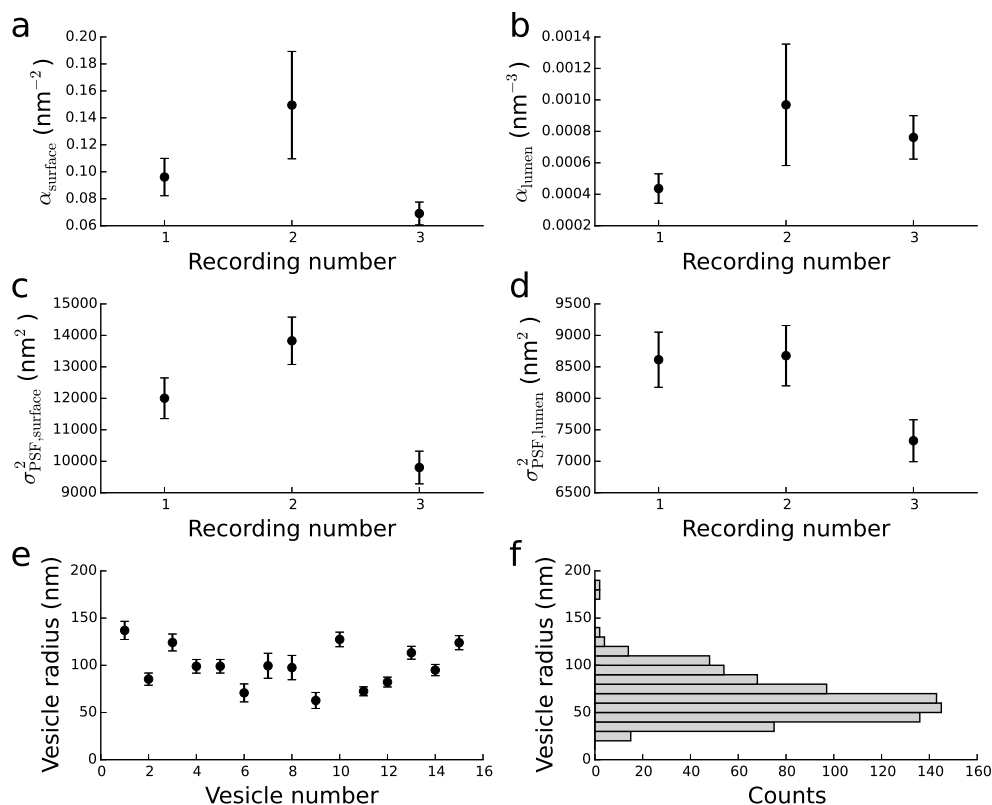 a
0.20
0.18
0.16
0.14
0.12
0.10
0.08
0.06
α_surface (nm⁻²)
1 2 3
Recording number
b
0.0014
0.0012
0.0010
0.0008
0.0006
0.0004
0.0002
α_lumen (nm⁻³)
1 2 3
Recording number
c
15000
14000
13000
12000
11000
10000
9000
σ²_PSF,surface (nm²)
1 2 3
Recording number
d
9500
9000
8500
8000
7500
7000
6500
σ²_PSF,lumen (nm²)
1 2 3
Recording number
e
200
150
100
50
0
Vesicle radius (nm)
0 2 4 6 8 10 12 14 16
Vesicle number
f
200
150
100
50
0
Vesicle radius (nm)
0 20 40 60 80 100 120 140 160
Counts